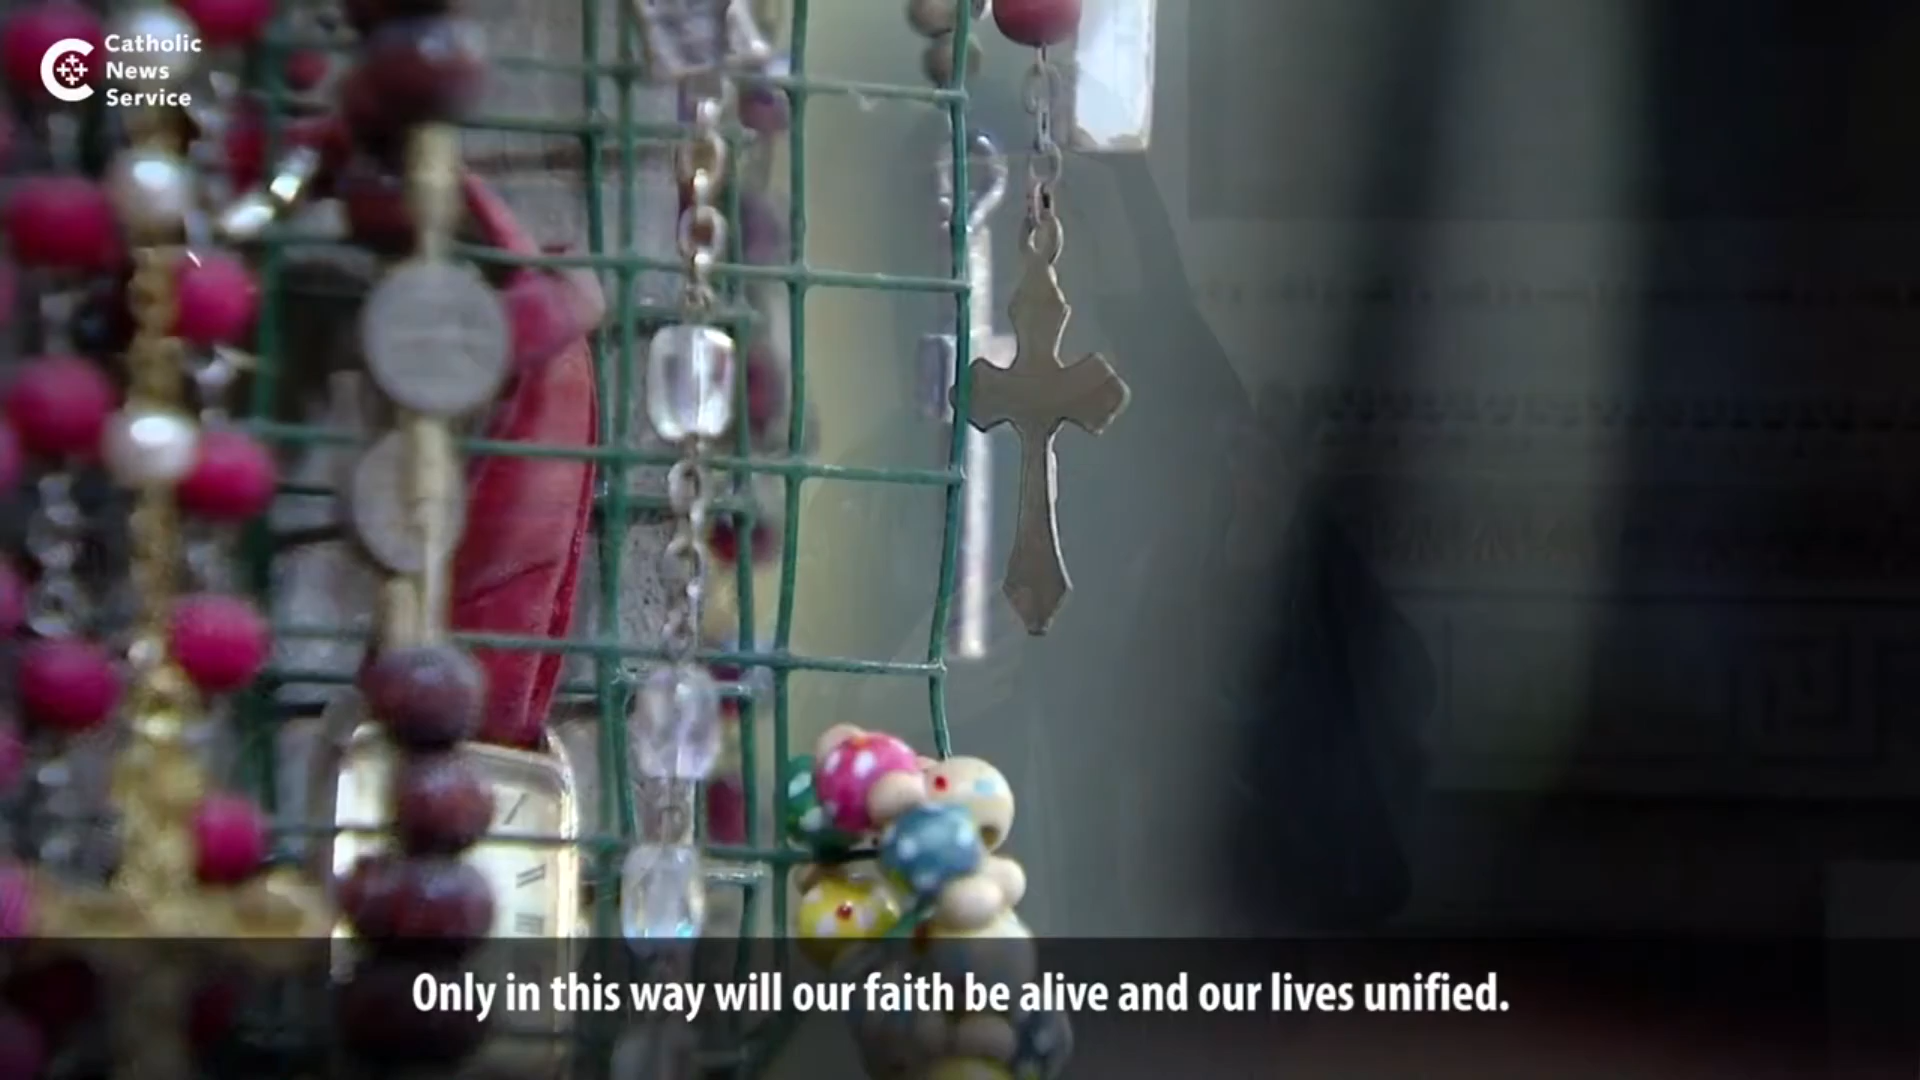 Catholic
News
Service
Only in this way will our faith be alive and our lives unified.